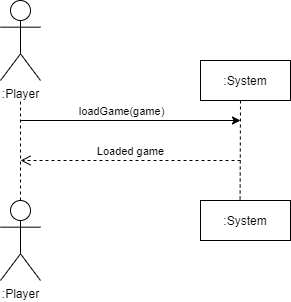 :System
:Player
loadGame(game)
Loaded game
:System
:Player